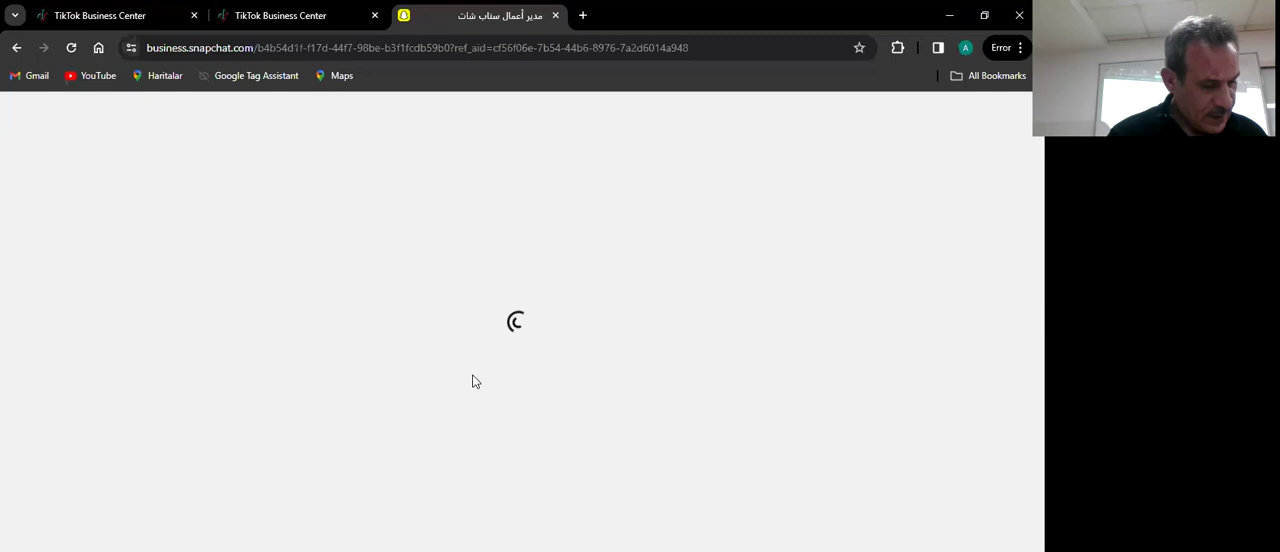 TikTok Business Center
TikTok Business Center
مدير أعمال سناب شات
business.snapchat.com/b4b54d1f-f17d-44f7-98be-b3f1fcdb59b0?ref_aid=cf56f06e-7b54-44b6-8976-7a2d6014a948
A
Error
Gmail
YouTube
Haritalar
Google Tag Assistant
Maps
All Bookmarks